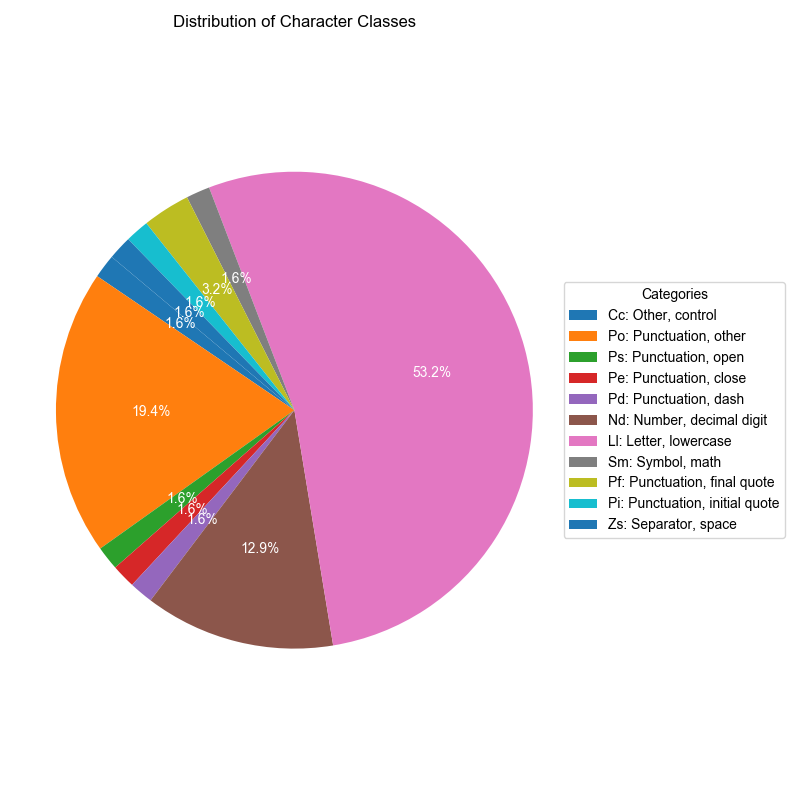 Distribution of Character Classes
1.6%
3.2%
1.6%
1.6%
1.6%
53.2%
19.4%
1.6%
1.6%
1.6%
12.9%
Categories
Cc: Other, control
Po: Punctuation, other
Ps: Punctuation, open
Pe: Punctuation, close
Pd: Punctuation, dash
Nd: Number, decimal digit
Ll: Letter, lowercase
Sm: Symbol, math
Pf: Punctuation, final quote
Pi: Punctuation, initial quote
Zs: Separator, space